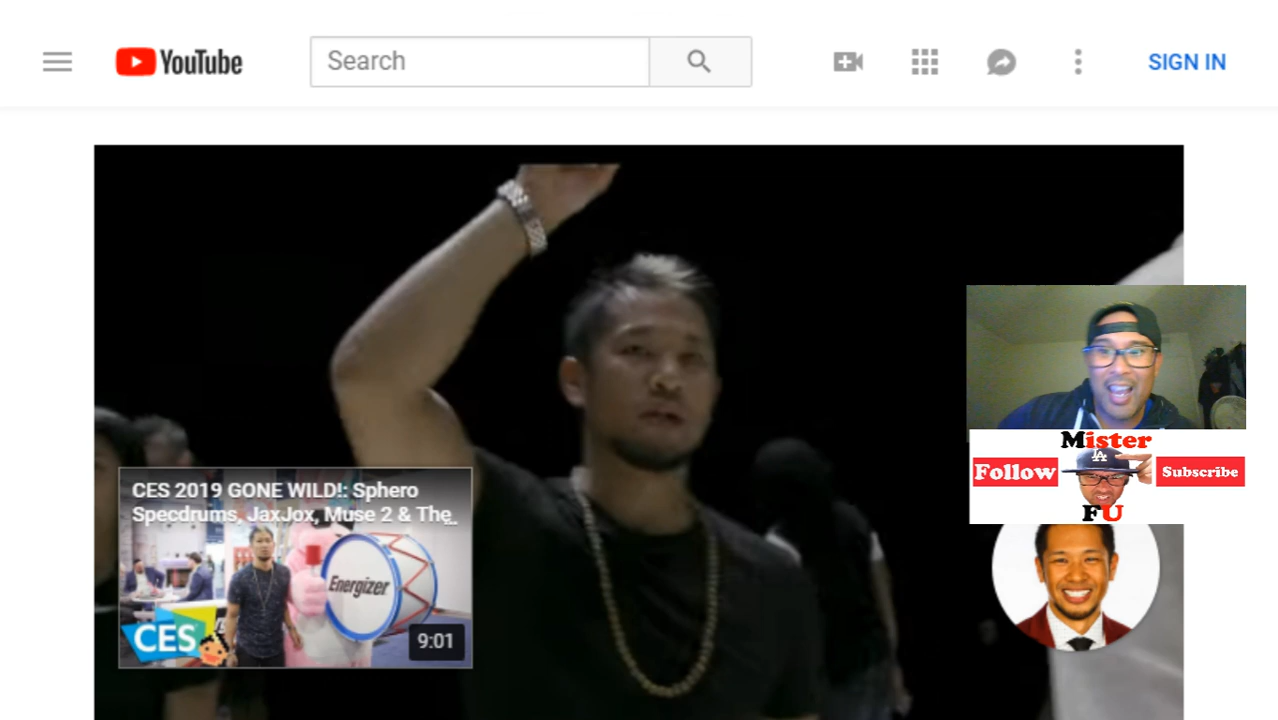 YouTube
Search
SIGN IN
CES 2019 GONE WILD!: Sphero
Specdrums, JaxJox, Muse 2 & The..
Energizer
CES
9:01
Mister
LA
Follow
Subscribe
FU